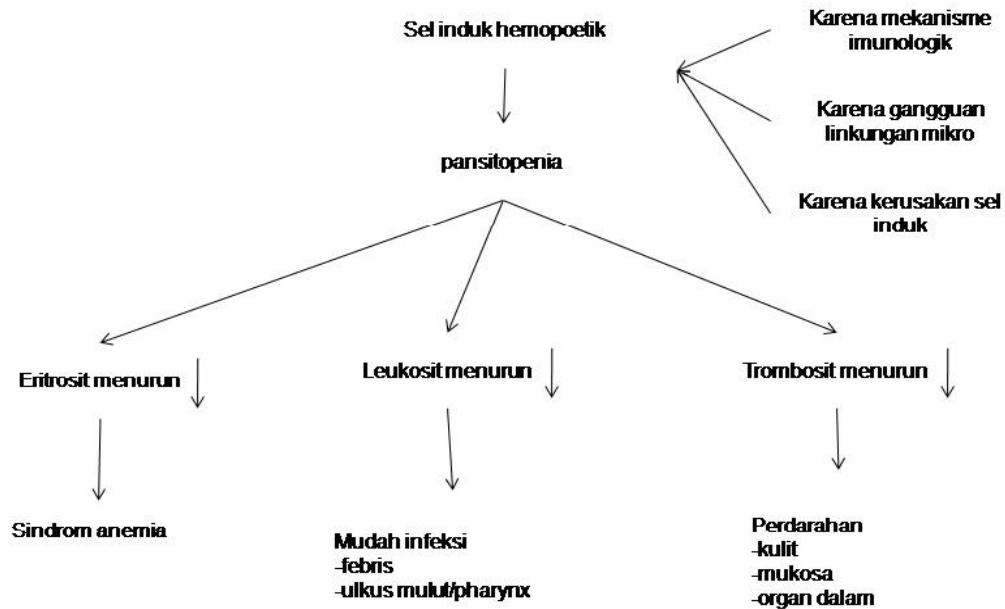 Sel induk hemopoetik
Karena mekanisme
imunologik
Karena gangguan
linkungan mikro
pansitopenia
Karena kerusakan sel
induk
Eritrosit menurun
Leukosit menurun
Trombosit menurun
Sindrom anemia
Mudah infeksi
-febris
-ulkus mulut/pharynx
Perdarahan
-kulit
-mukosa
-organ dalam